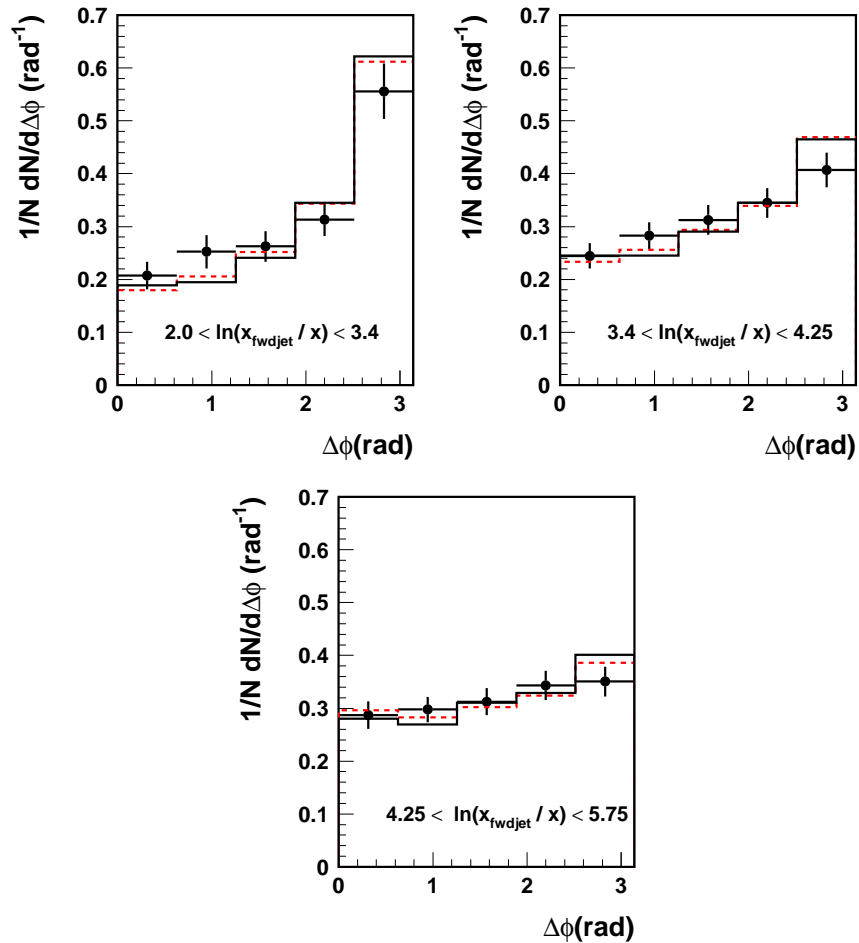 1/N dN/dΔϕ (rad⁻¹)
0.7
0.6
0.5
0.4
0.3
0.2
0.1
0
2.0 < ln(x_fwdjet / x) < 3.4
0 1 2 3
Δϕ(rad)
1/N dN/dΔϕ (rad⁻¹)
0.7
0.6
0.5
0.4
0.3
0.2
0.1
0
3.4 < ln(x_fwdjet / x) < 4.25
0 1 2 3
Δϕ(rad)
1/N dN/dΔϕ (rad⁻¹)
0.7
0.6
0.5
0.4
0.3
0.2
0.1
0
4.25 < ln(x_fwdjet / x) < 5.75
0 1 2 3
Δϕ(rad)